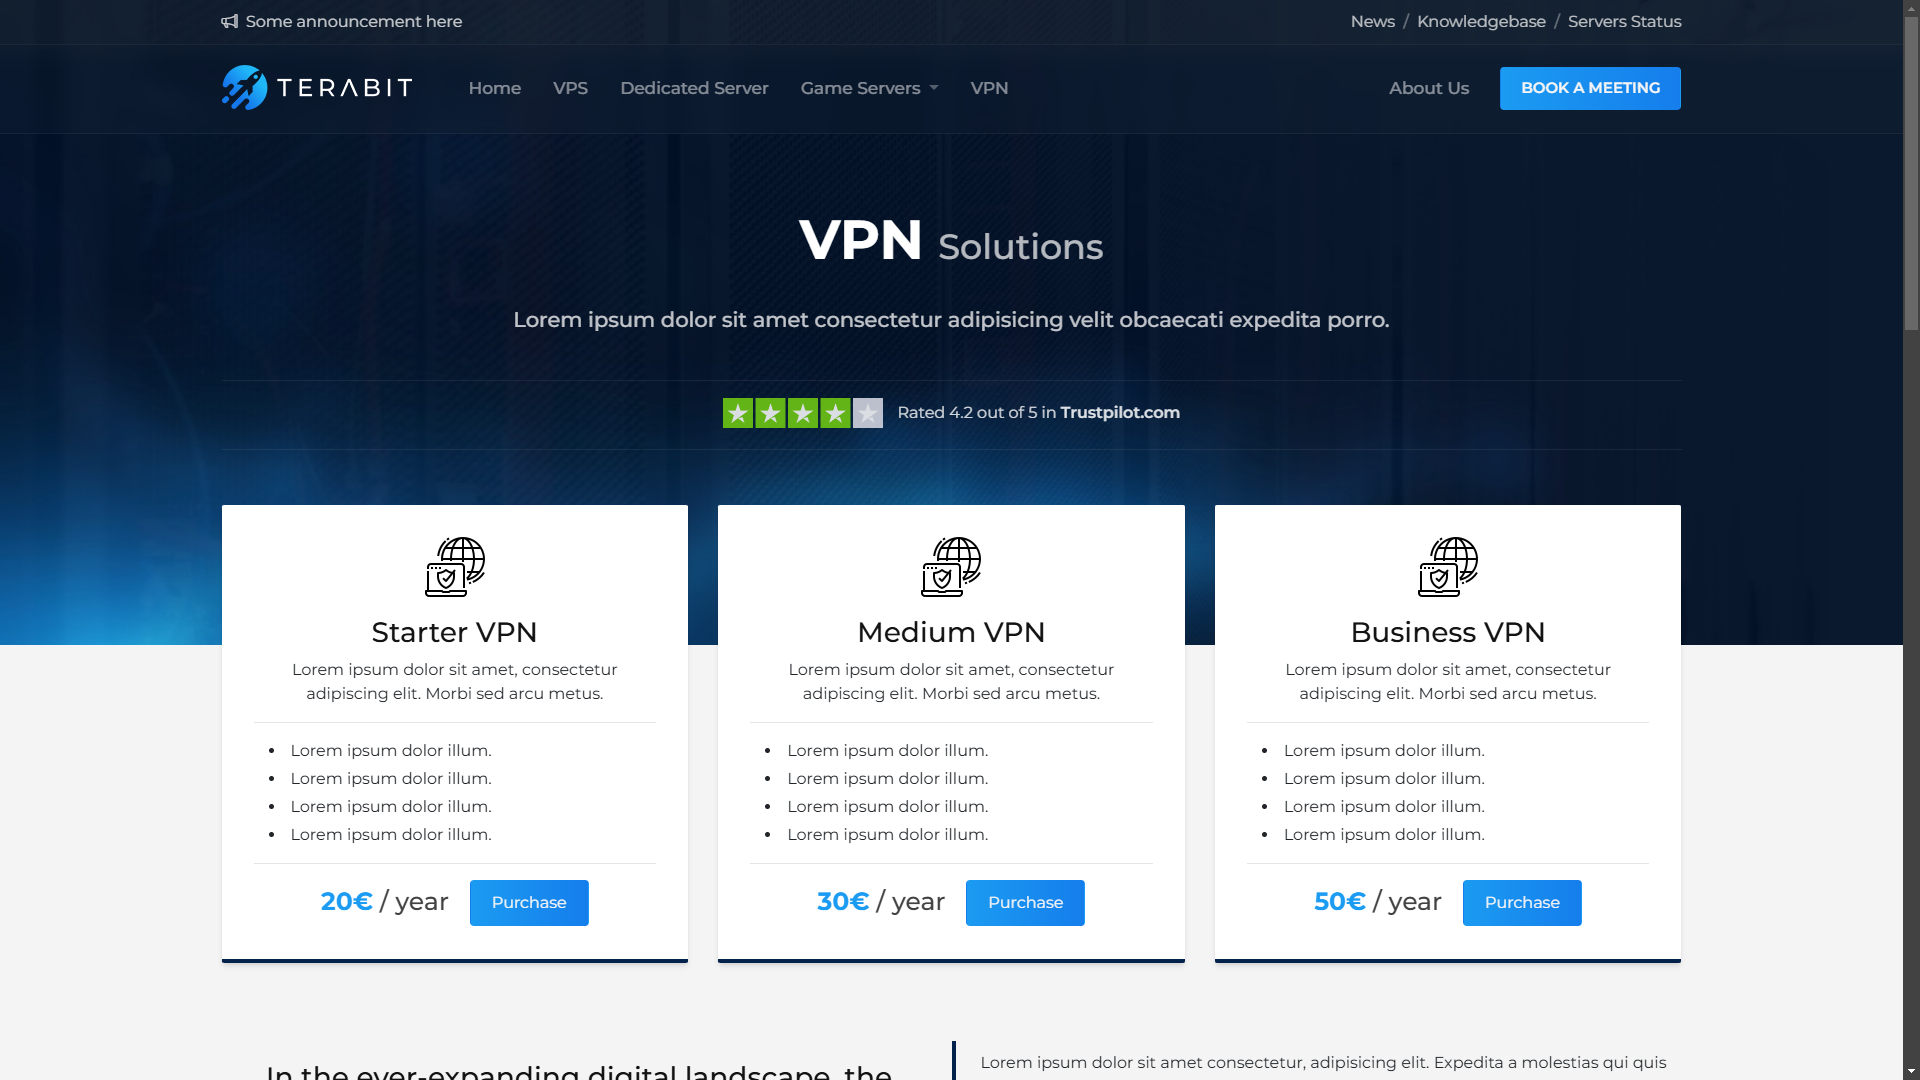 Some announcement here
News / Knowledgebase / Servers Status
TERABIT
Home
VPS
Dedicated Server
Game Servers
VPN
About Us
BOOK A MEETING
VPN Solutions
Lorem ipsum dolor sit amet consectetur adipisicing velit obcaecati expedita porro.
Rated 4.2 out of 5 in Trustpilot.com
Starter VPN
Lorem ipsum dolor sit amet, consectetur
adipiscing elit. Morbi sed arcu metus.
Lorem ipsum dolor illum.
Lorem ipsum dolor illum.
Lorem ipsum dolor illum.
Lorem ipsum dolor illum.
20€ / year
Purchase
Medium VPN
Lorem ipsum dolor sit amet, consectetur
adipiscing elit. Morbi sed arcu metus.
Lorem ipsum dolor illum.
Lorem ipsum dolor illum.
Lorem ipsum dolor illum.
Lorem ipsum dolor illum.
30€ / year
Purchase
Business VPN
Lorem ipsum dolor sit amet, consectetur
adipiscing elit. Morbi sed arcu metus.
Lorem ipsum dolor illum.
Lorem ipsum dolor illum.
Lorem ipsum dolor illum.
Lorem ipsum dolor illum.
50€ / year
Purchase
In the ever-expanding digital landscape, the
Lorem ipsum dolor sit amet consectetur, adipisicing elit. Expedita a molestias qui quis